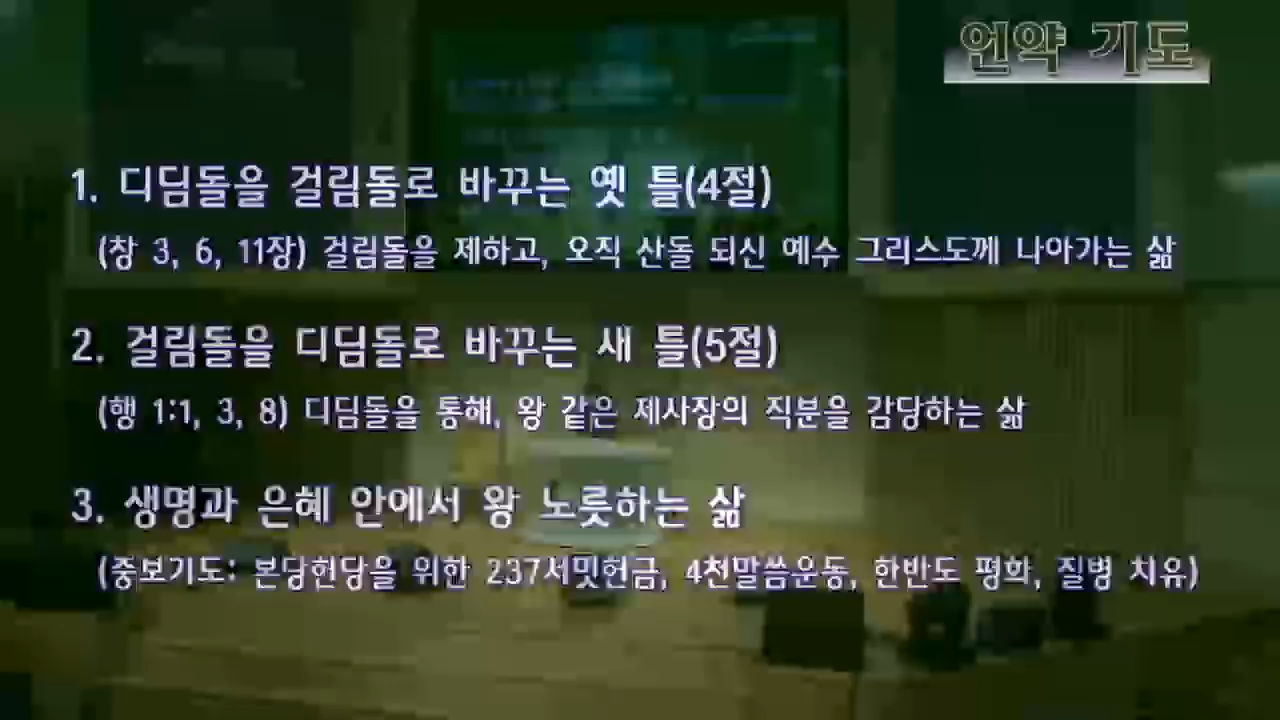 언약 기도
1. 디딤돌을 걸림돌로 바꾸는 옛 틀(4절)
(창 3, 6, 11장) 걸림돌을 제하고, 오직 산돌 되신 예수 그리스도께 나아가는 삶
2. 걸림돌을 디딤돌로 바꾸는 새 틀(5절)
(행 1:1, 3, 8) 디딤돌을 통해, 왕 같은 제사장의 직분을 감당하는 삶
3. 생명과 은혜 안에서 왕 노릇하는 삶
(중보기도: 본당헌당을 위한 237서밋헌금, 4천말씀운동, 한반도 평화, 질병 치유)